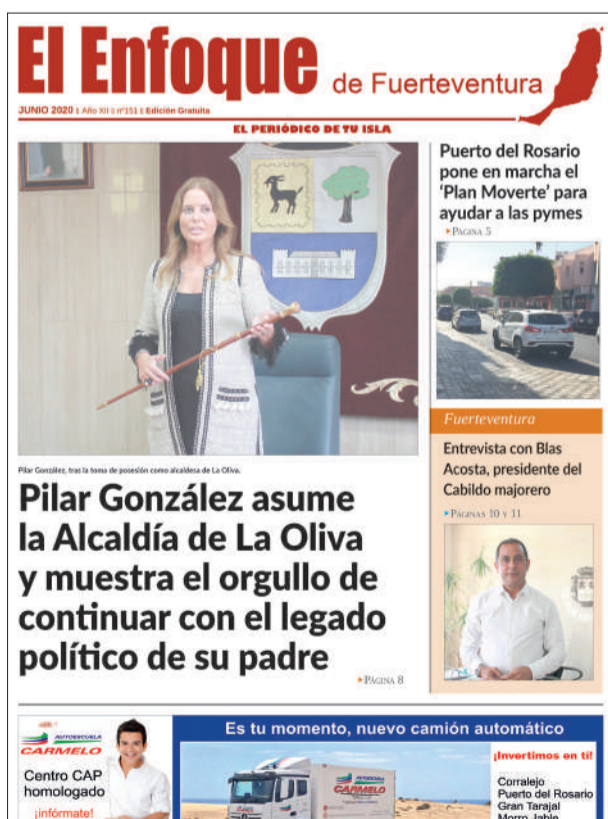 El Enfoque de Fuerteventura
JUNIO 2020 | Año XII | nº151 | Edición Gratuita
EL PERIÓDICO DE TU ISLA
Pilar González, tras la toma de posesión como alcaldesa de La Oliva.
Pilar González asume
la Alcaldía de La Oliva
y muestra el orgullo de
continuar con el legado
político de su padre
PÁGINA 8
Puerto del Rosario
pone en marcha el
‘Plan Moverte’ para
ayudar a las pymes
PÁGINA 5
Fuerteventura
Entrevista con Blas
Acosta, presidente del
Cabildo majorero
PÁGINAS 10 Y 11
AUTOESCUELA
CARMELO
Centro CAP
homologado
¡infórmate!
Es tu momento, nuevo camión automático
AUTOESCUELA
CARMELO
¡Invertimos en tí!
Corralejo
Puerto del Rosario
Gran Tarajal
Morro Jable